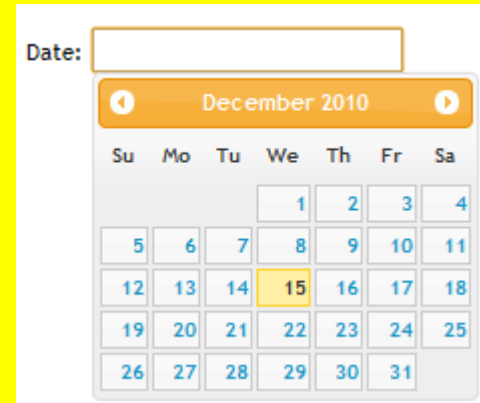 Date:
December 2010
Su Mo Tu We Th Fr Sa
1 2 3 4
5 6 7 8 9 10 11
12 13 14 15 16 17 18
19 20 21 22 23 24 25
26 27 28 29 30 31